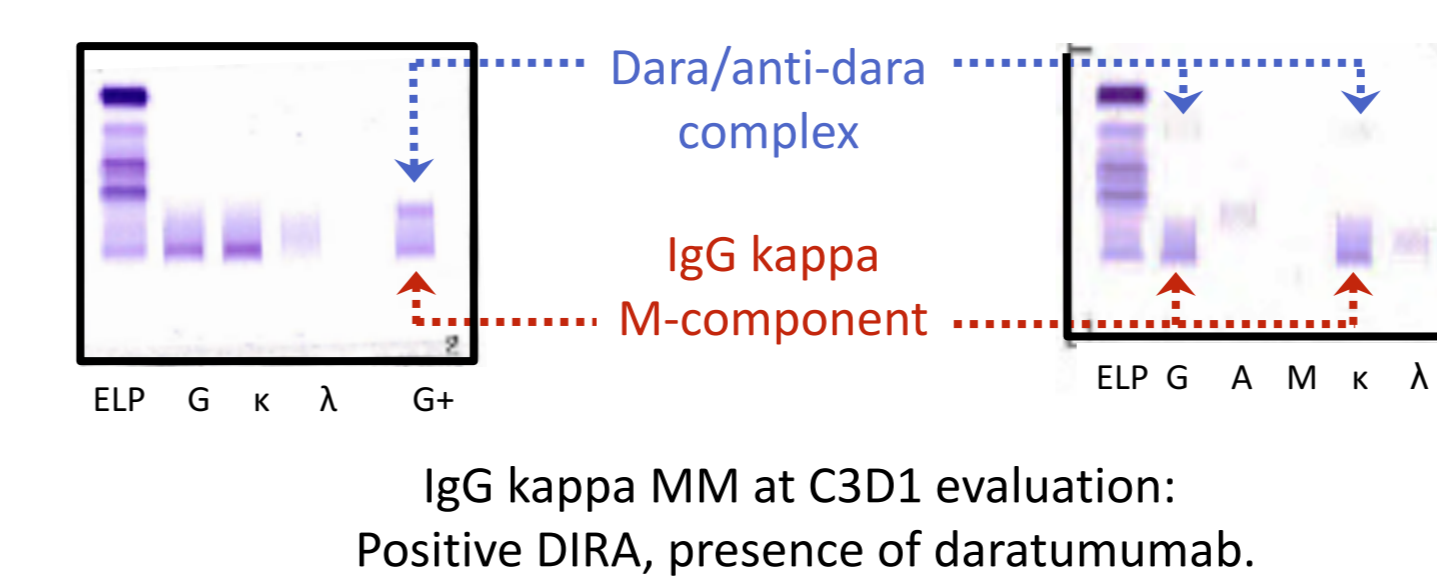 Dara/anti-dara
complex
IgG kappa
M-component
2
ELP G κ λ G+
ELP G A M κ λ
IgG kappa MM at C3D1 evaluation:
Positive DIRA, presence of daratumumab.